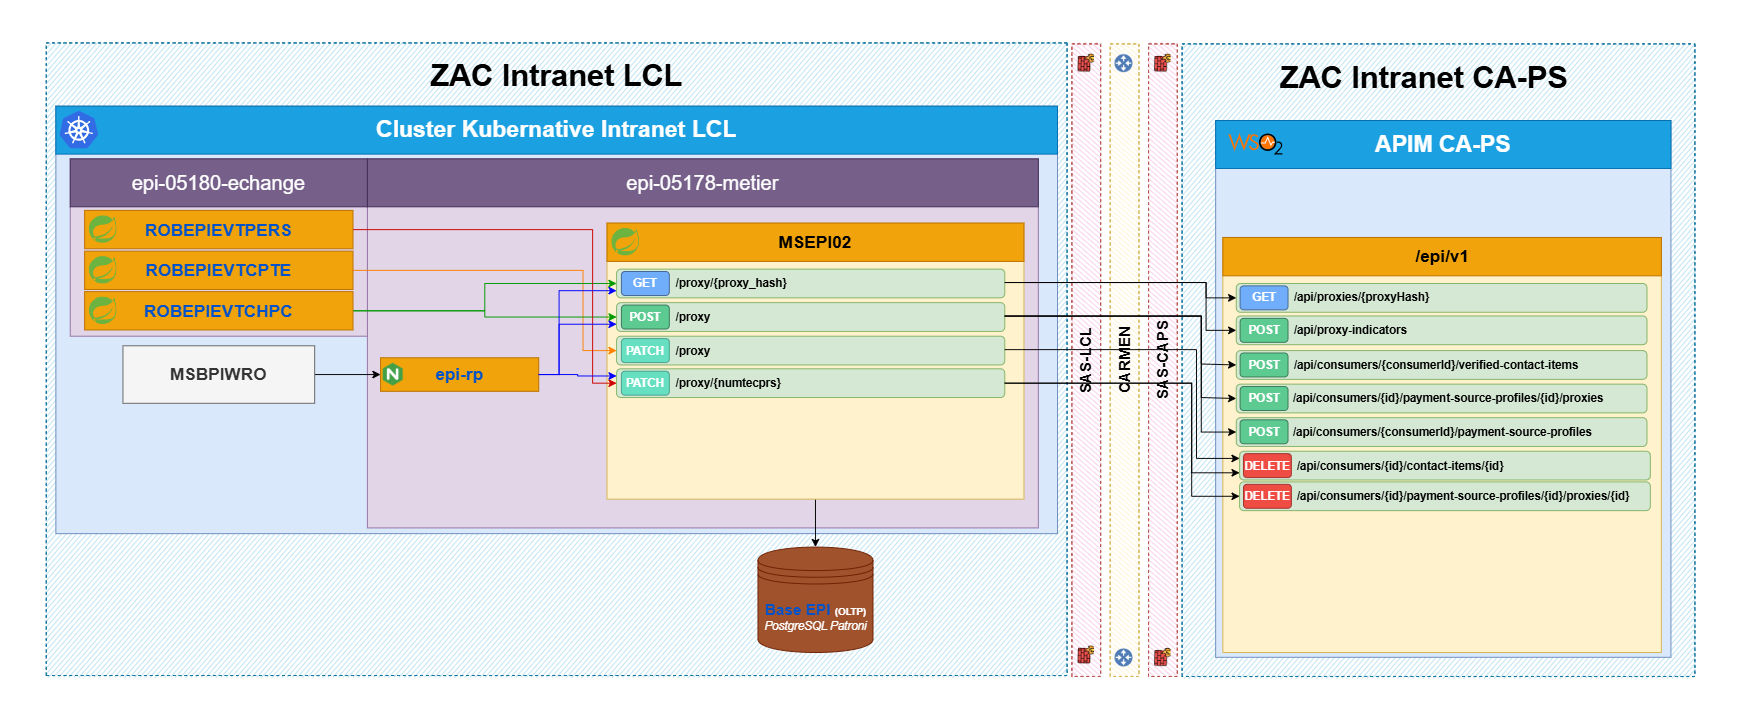 ZAC Intranet LCL
Cluster Kubernative Intranet LCL
epi-05180-echange
epi-05178-metier
ROBEPIEVTPERS
ROBEPIEVTCPTE
ROBEPIEVTCHPC
MSBPIWRO
epi-rp
MSEPI02
GET /proxy/{proxy_hash}
POST /proxy
PATCH /proxy
PATCH /proxy/{numtecprs}
Base EPI (OLTP)
PostgreSQL Patroni
SAS-LCL
CARMEN
SAS-CAPS
ZAC Intranet CA-PS
WSO2
APIM CA-PS
/epi/v1
GET /api/proxies/{proxyHash}
POST /api/proxy-indicators
POST /api/consumers/{consumerId}/verified-contact-items
POST /api/consumers/{id}/payment-source-profiles/{id}/proxies
POST /api/consumers/{consumerId}/payment-source-profiles
DELETE /api/consumers/{id}/contact-items/{id}
DELETE /api/consumers/{id}/payment-source-profiles/{id}/proxies/{id}